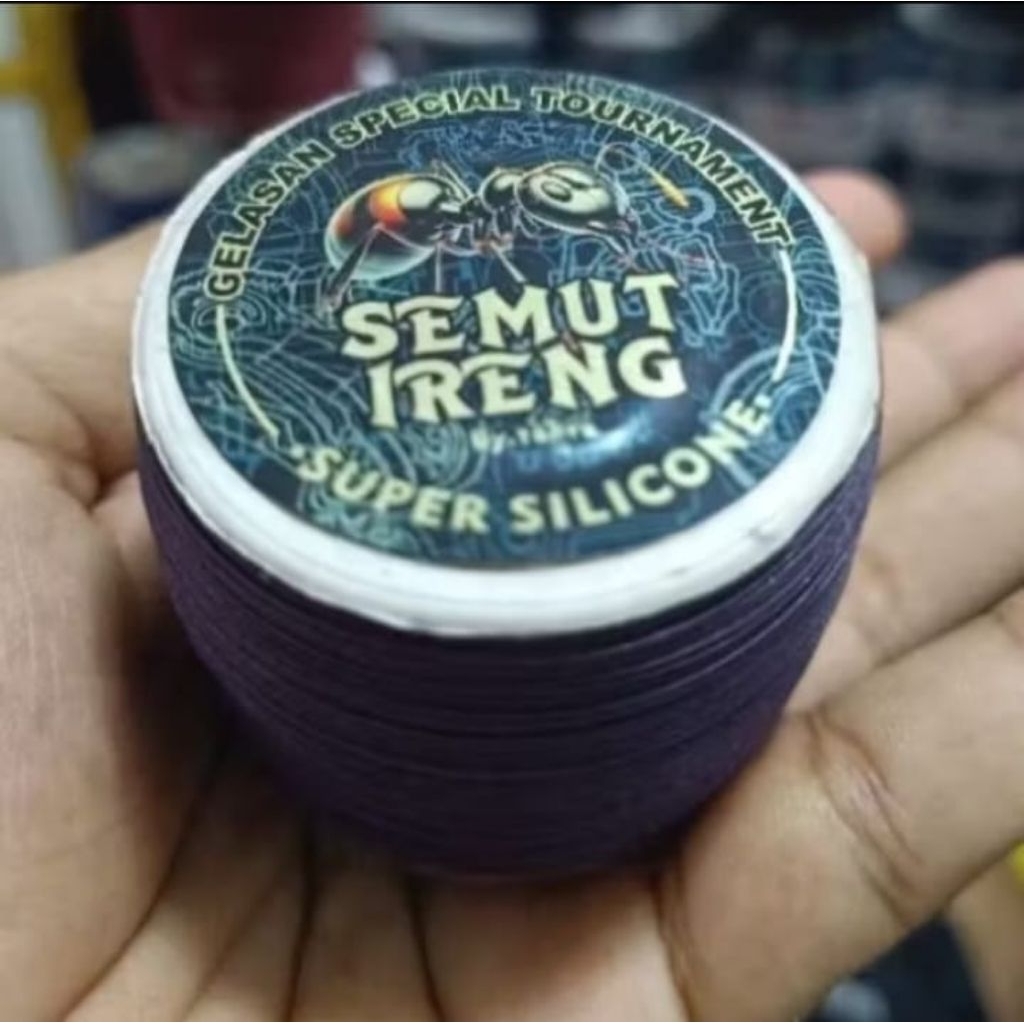 GELASAN SPECIAL TOURNAMENT
SEMUT
IRENG
·SUPER SILICONE·